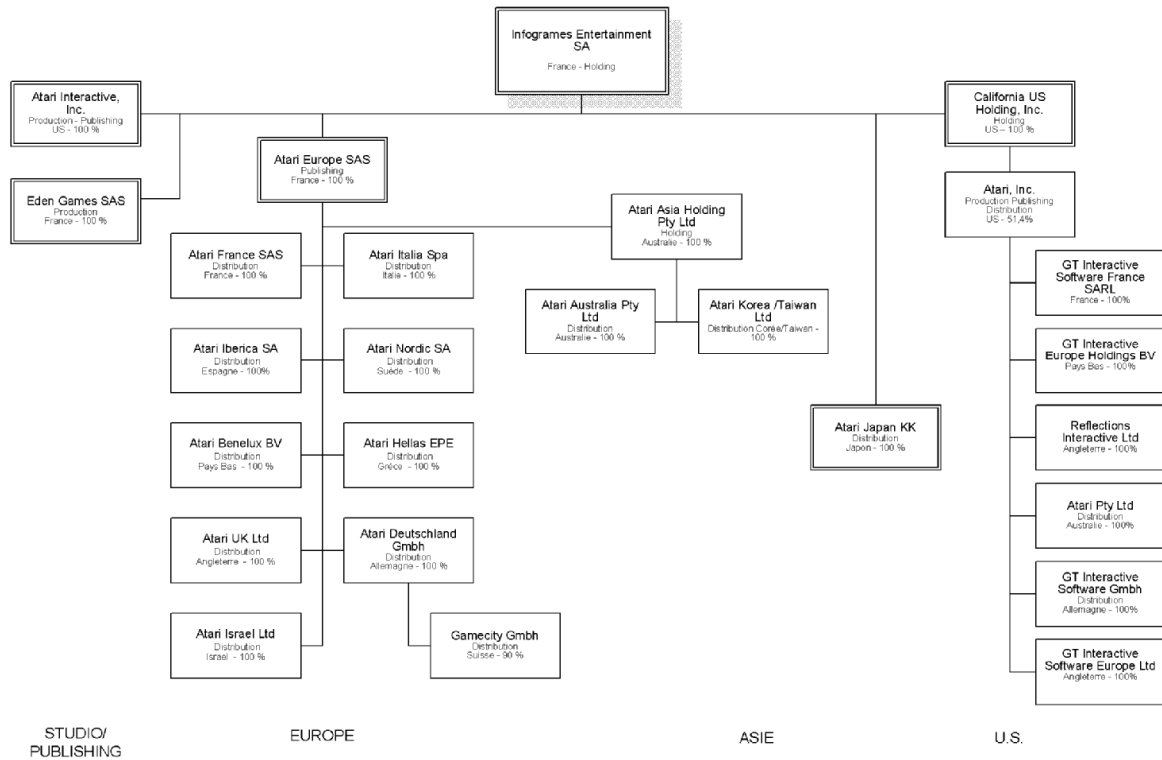 Infogrames Entertainment
SA
France - Holding
Atari Interactive,
Inc.
Production - Publishing
US - 100 %
California US
Holding, Inc.
Holding
US – 100 %
Atari Europe SAS
Publishing
France - 100 %
Eden Games SAS
Production
France - 100 %
Atari, Inc.
Production Publishing
Distribution
US - 51,4%
Atari Asia Holding
Pty Ltd
Holding
Australie - 100 %
Atari France SAS
Distribution
France - 100 %
Atari Italia Spa
Distribution
Italie - 100 %
GT Interactive
Software France
SARL
France - 100%
Atari Australia Pty
Ltd
Distribution
Australie - 100 %
Atari Korea /Taiwan
Ltd
Distribution Corée/Taiwan -
100 %
Atari Iberica SA
Distribution
Espagne - 100%
Atari Nordic SA
Distribution
Suède - 100 %
GT Interactive
Europe Holdings BV
Pays Bas - 100%
Atari Japan KK
Distribution
Japon - 100 %
Reflections
Interactive Ltd
Angleterre - 100%
Atari Benelux BV
Distribution
Pays Bas - 100 %
Atari Hellas EPE
Distribution
Grèce - 100 %
Atari Pty Ltd
Distribution
Australie - 100%
Atari UK Ltd
Distribution
Angleterre - 100 %
Atari Deutschland
Gmbh
Distribution
Allemagne - 100 %
GT Interactive
Software Gmbh
Distribution
Allemagne - 100%
Atari Israel Ltd
Distribution
Israel - 100 %
Gamecity Gmbh
Distribution
Suisse - 90 %
GT Interactive
Software Europe Ltd
Angleterre - 100%
STUDIO/
PUBLISHING
EUROPE
ASIE
U.S.